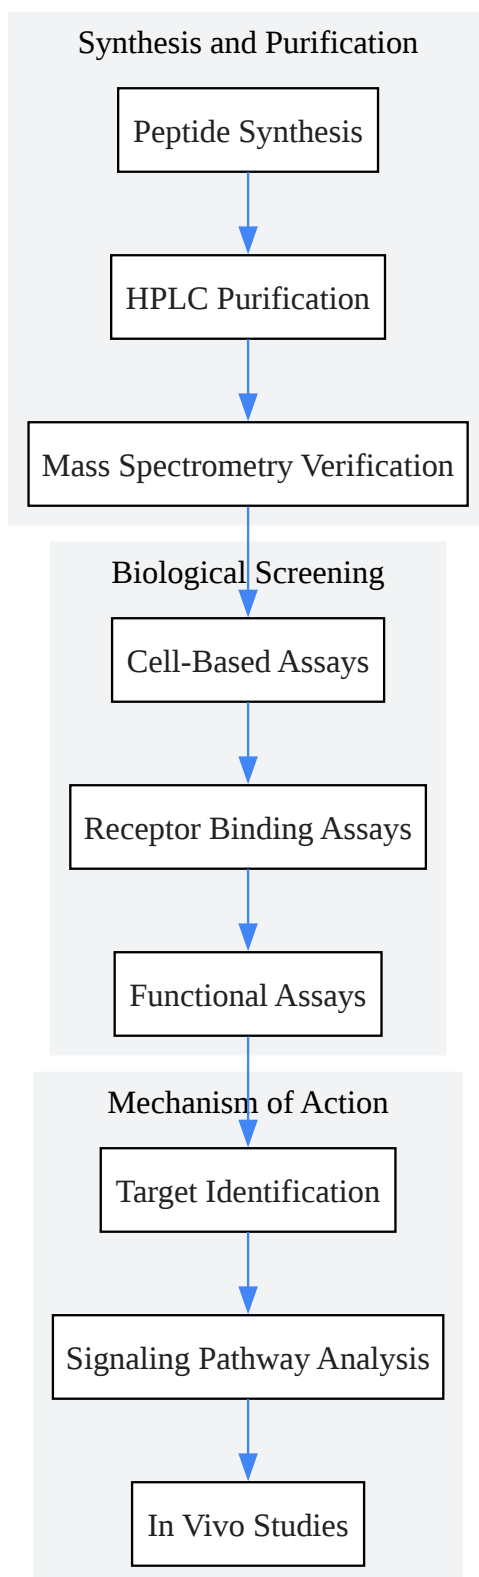 Synthesis and Purification
Peptide Synthesis
HPLC Purification
Mass Spectrometry Verification
Biological Screening
Cell-Based Assays
Receptor Binding Assays
Functional Assays
Mechanism of Action
Target Identification
Signaling Pathway Analysis
In Vivo Studies